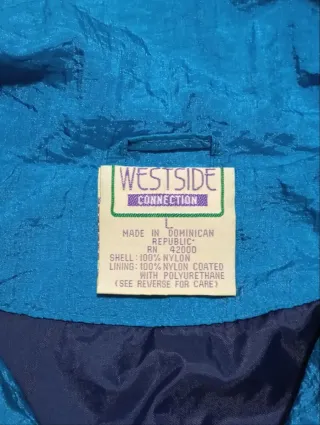 WESTSIDE
CONNECTION
L
MADE IN DOMINICAN
REPUBLIC
RN 42000
SHELL: 100% NYLON
LINING: 100% NYLON COATED
WITH POLYURETHANE
(SEE REVERSE FOR CARE)